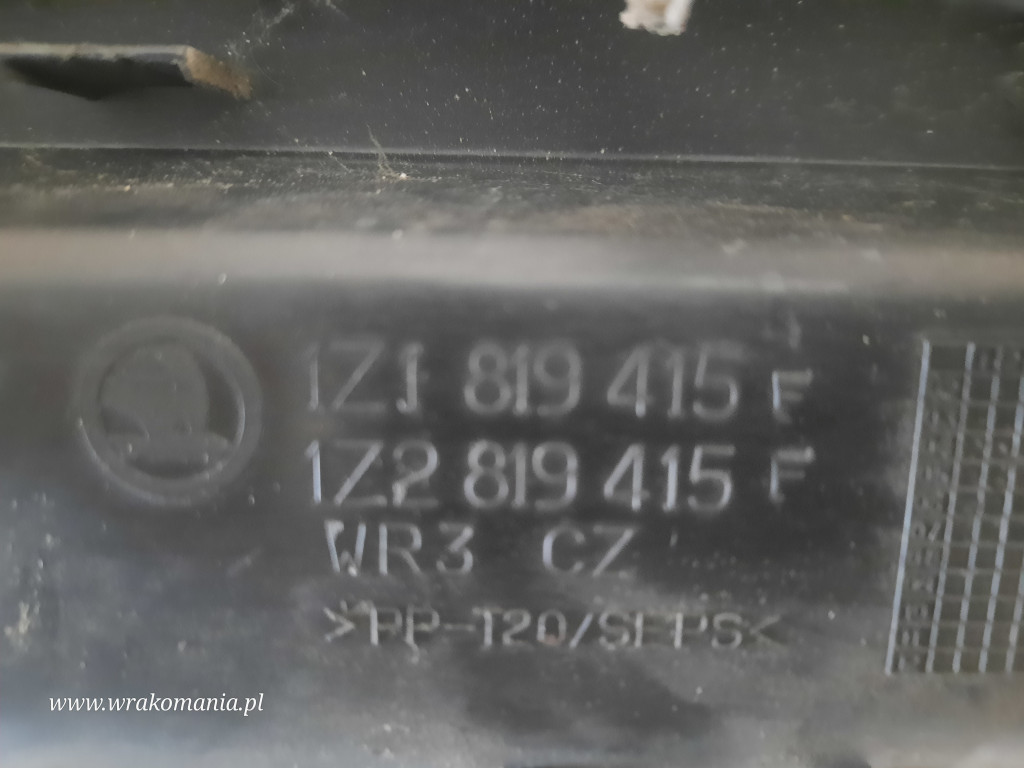 1Z1 819 415 F
1Z2 819 415 F
WR3 CZ
>PP-T20/SEPS<
www.wrakomania.pl